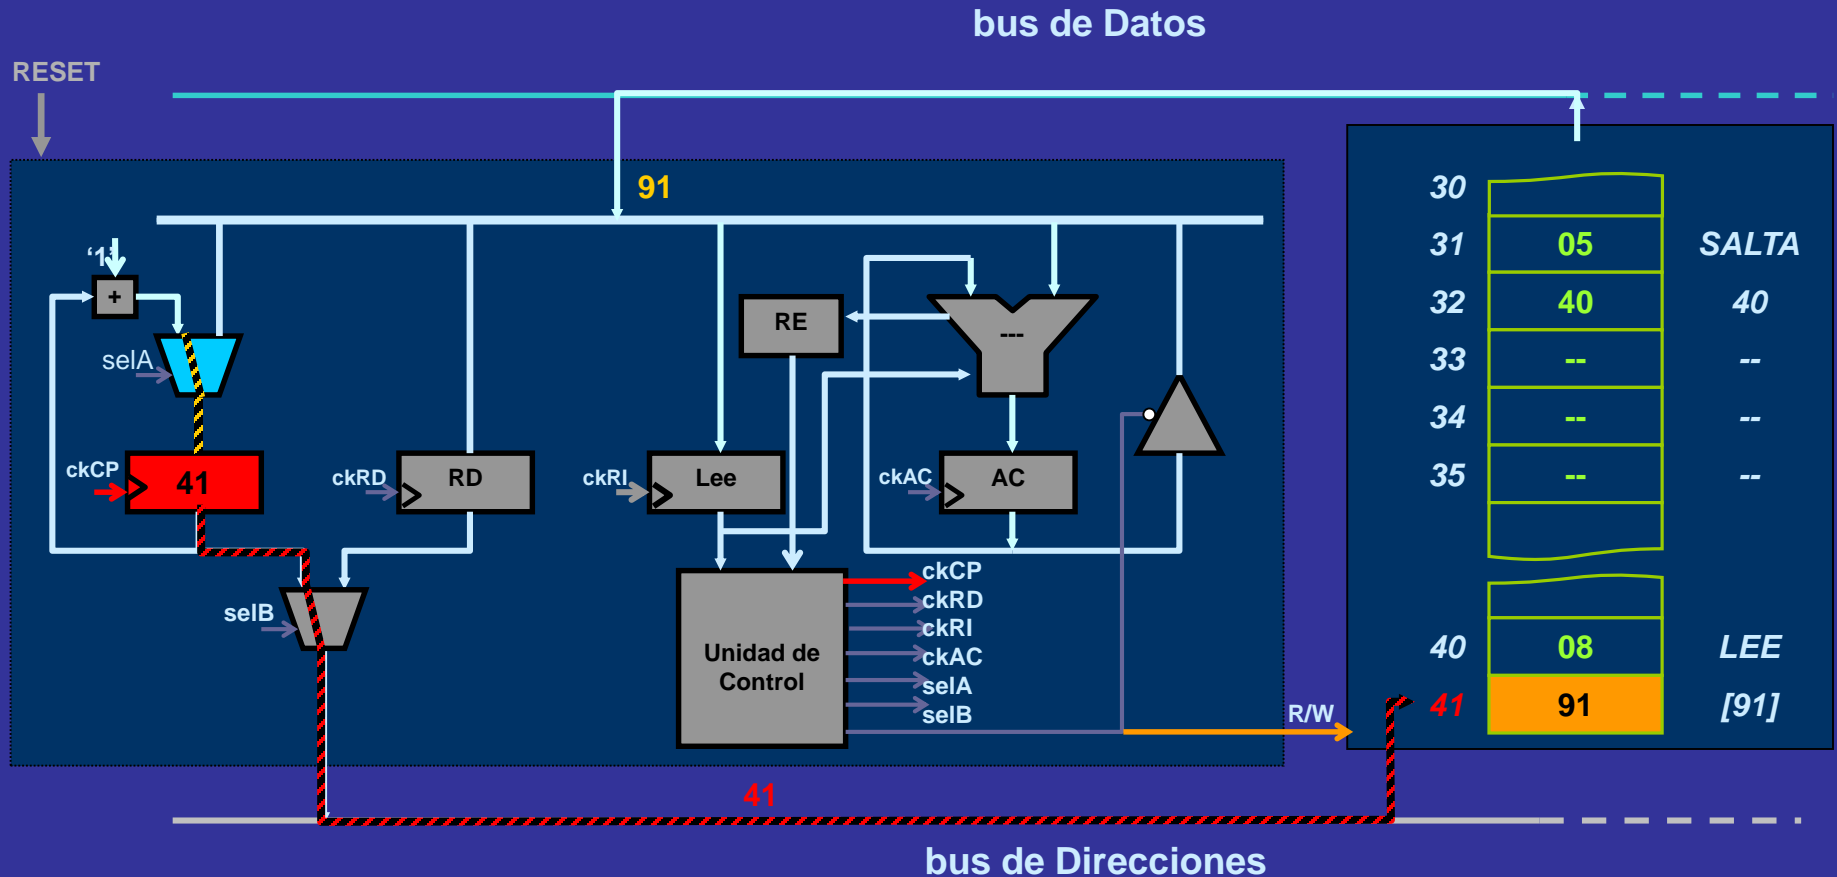 bus de Datos
RESET
91
30
‘1’
31 05 SALTA
+
32 40 40
RE
---
selA
33 -- --
34 -- --
ckCP 41
ckRD RD
ckRI Lee
ckAC AC
35 -- --
ckCP
ckRD
selB
ckRI
Unidad de
Control
ckAC
selA
selB
40 08 LEE
R/W
41 91 [91]
41
bus de Direcciones